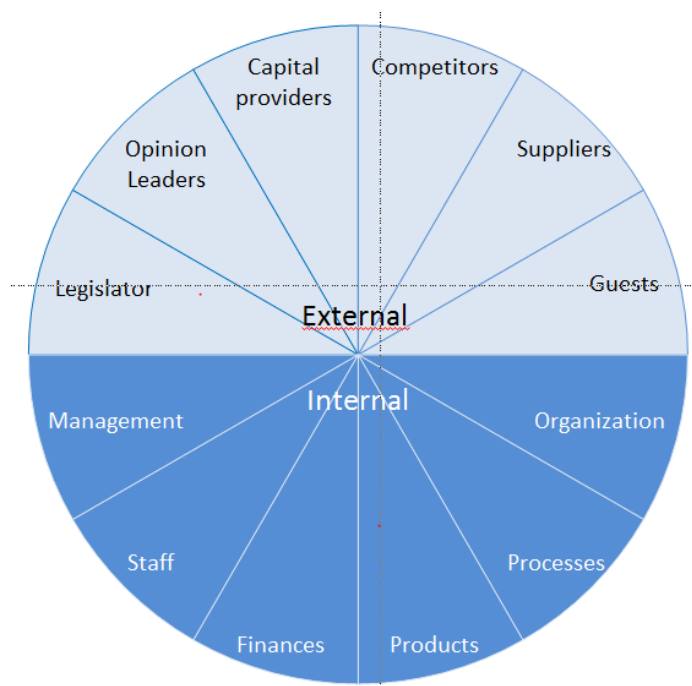 Capital
providers
Competitors
Opinion
Leaders
Suppliers
Legislator
Guests
External
Internal
Management
Organization
Staff
Processes
Finances
Products